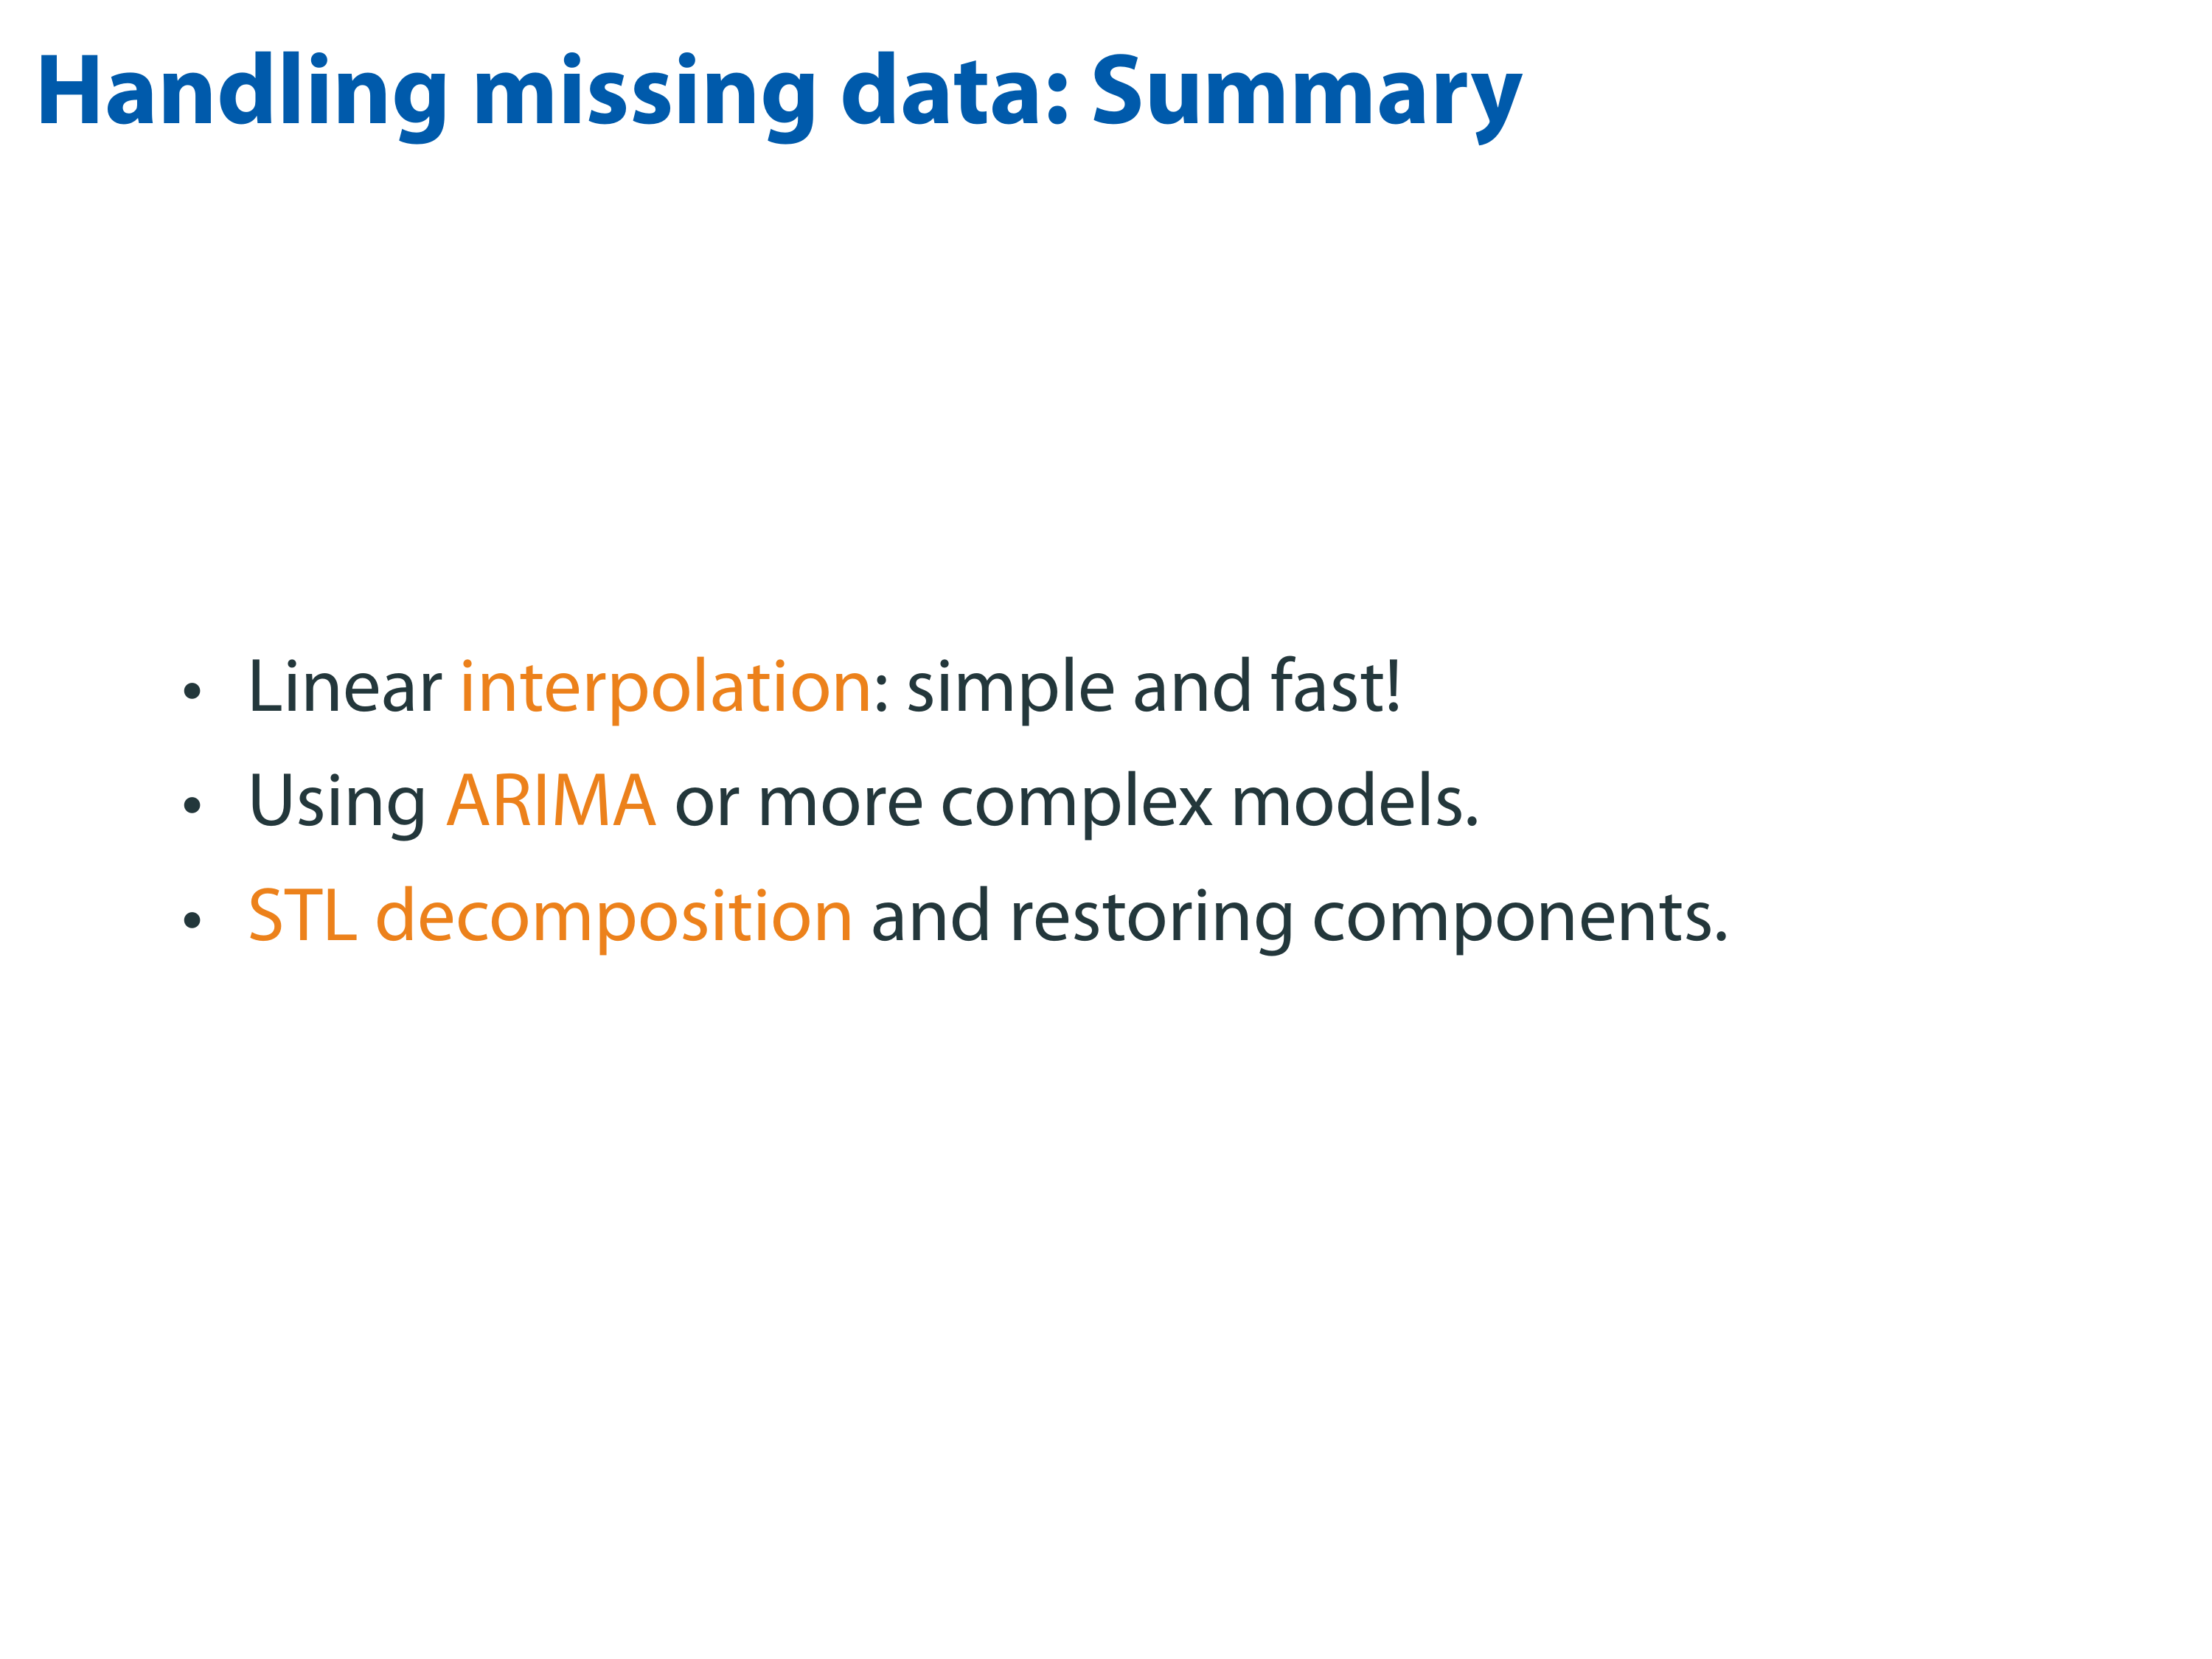 Handling missing data: Summary
• Linear interpolation: simple and fast!
• Using ARIMA or more complex models.
• STL decomposition and restoring components.